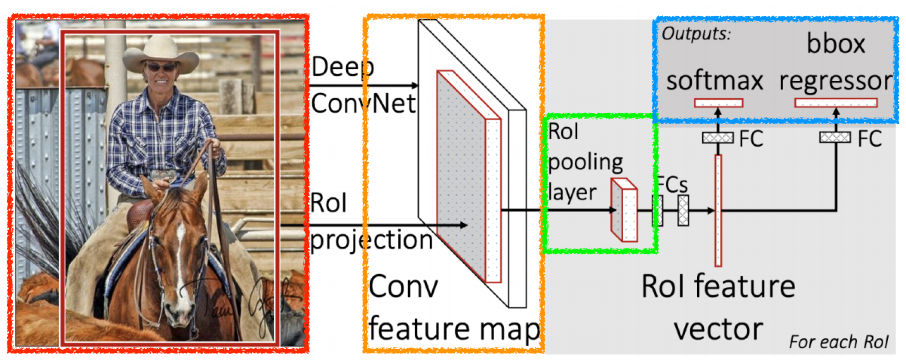 Deep
ConvNet
RoI
projection
Conv
feature map
RoI
pooling
layer
FCs
RoI feature
vector
Outputs:
softmax
bbox
regressor
FC
FC
For each RoI